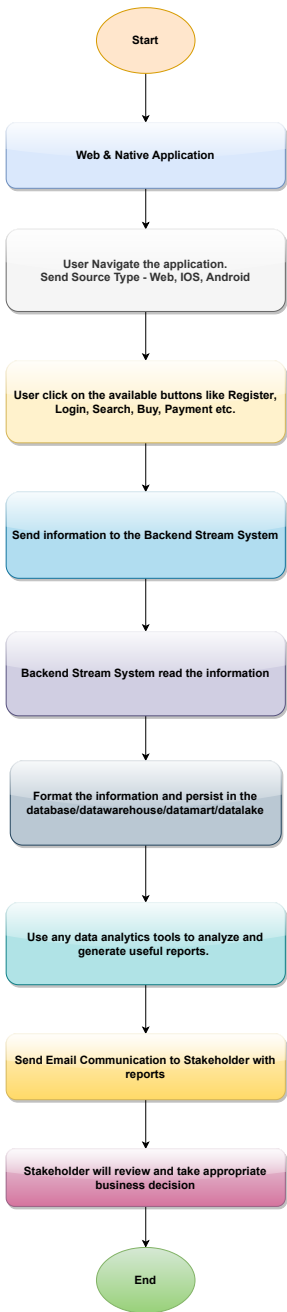 Start
Web & Native Application
User Navigate the application.
Send Source Type - Web, IOS, Android
User click on the available buttons like Register,
Login, Search, Buy, Payment etc.
Send information to the Backend Stream System
Backend Stream System read the information
Format the information and persist in the
database/datawarehouse/datamart/datalake
Use any data analytics tools to analyze and
generate useful reports.
Send Email Communication to Stakeholder with
reports
Stakeholder will review and take appropriate
business decision
End